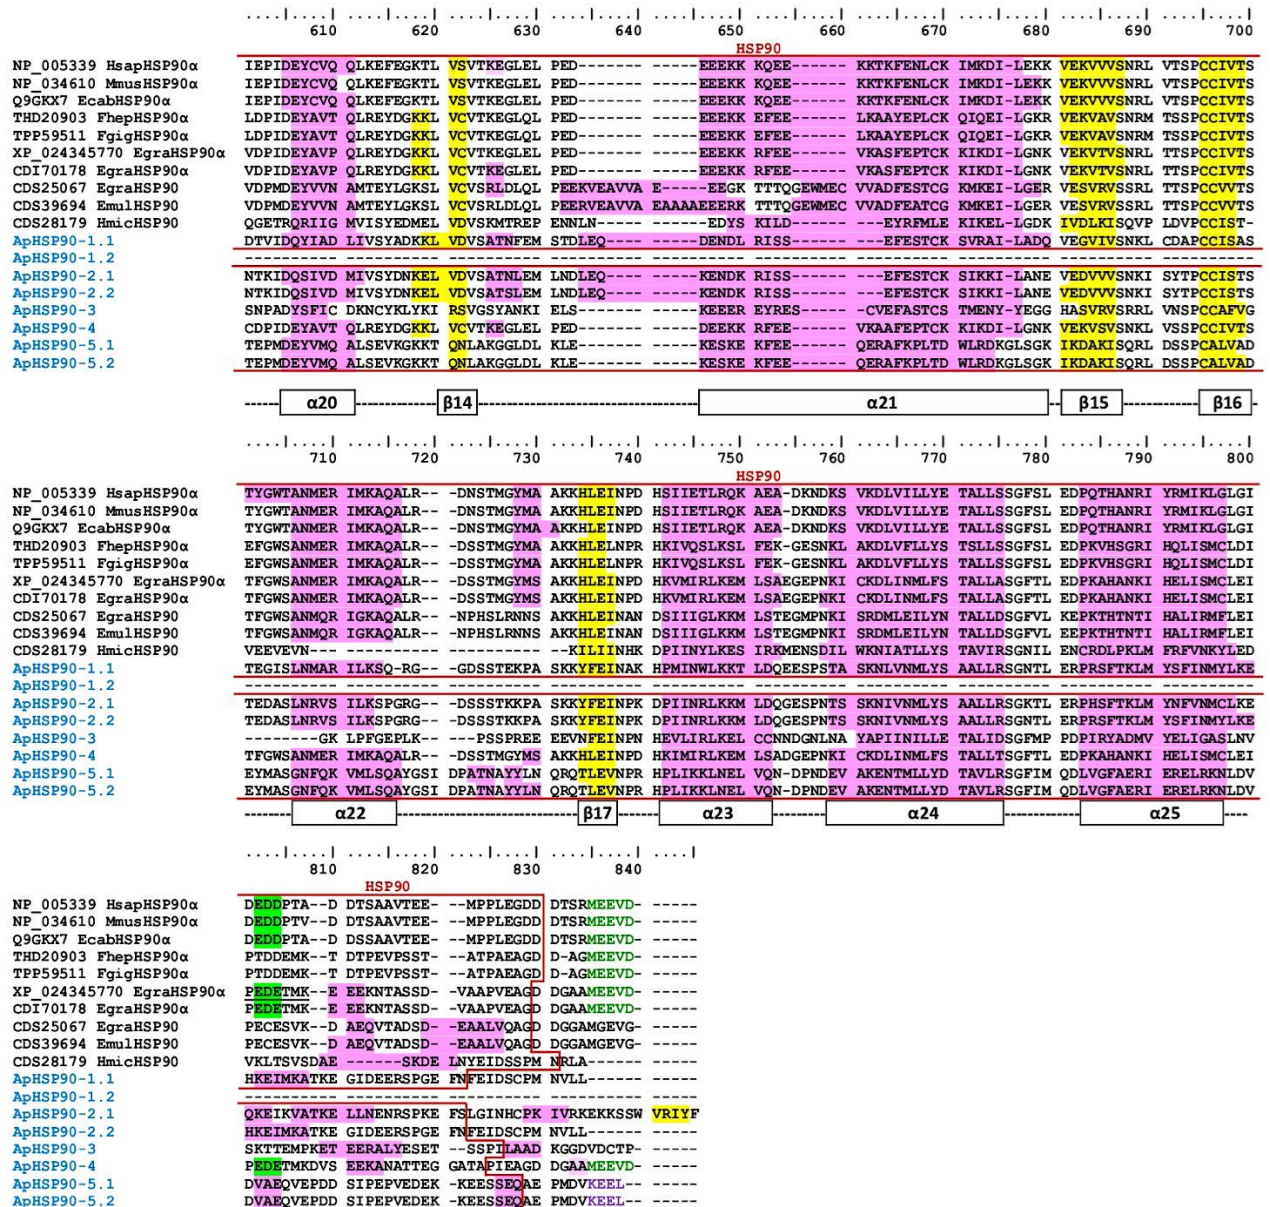 610 620 630 640 650 660 670 680 690 700
HSP90
NP_005339 HsapHSP90α IEPIDEYCVQ QLKEFEGKTL VSVTKEGLEL PED------- ------EEEKK KQEE------ KKTKFENLCK IMKDI-LEKK VEKVVVSNRL VTSPCCIVTS
NP_034610 MmusHSP90α IEPIDEYCVQ QLKEFEGKTL VSVTKEGLEL PED------- ------EEEKK KQEE------ KKTKFENLCK IMKDI-LEKK VEKVVVSNRL VTSPCCIVTS
Q9GKX7 EcabHSP90α IEPIDEYCVQ QLKEFEGKTL VSVTKEGLEL PED------- ------EEEKK KQEE------ KKTKFENLCK IMKDI-LEKK VEKVVVSNRL VTSPCCIVTS
THD20903 FhepHSP90α LDPIDEYAVT QLREYDGKKL VCVTKEGLQL PED------- ------EEEKK EFEE------ LKAAYEPLCK QIQEI-LGKR VEKVAVSNRM TTSSPCCIVTS
TPP59511 FgigHSP90α LDPIDEYAVT QLREYDGKKL VCVTKEGLQL PED------- ------EEEKK EFEE------ LKAAYEPLCK QIQEI-LGKR VEKVAVSNRM TTSSPCCIVTS
XP_024345770 EgraHSP90α VDPIDEYAVP QLREYDGKKL VCVTKEGLEL PED------- ------EEEKK RFEE------ VKASFEPTCK KIKDI-LGNK VEKVTVSNRL TTSPCCIVTS
CDI70178 EgraHSP90α VDPIDEYAVP QLREYDGKKL VCVTKEGLEL PED------- ------EEEKK RFEE------ VKASFEPTCK KIKDI-LGNK VEKVTVSNRL TTSPCCIVTS
CDS25067 EgraHSP90 VDPMDEYVVN AMTEYLGKSL VCVSRLDLQL PEEKVEAVVA E-----EEGK TTTQGEWMEC VVADFESTCG KMKEI-LGER VESVRVSSRL TTSPCCVVTS
CDS39694 EmulHSP90 VDPMDEYVVN AMTEYLGKSL VCVSRDLQL PEERVEAVVA EAAAAEEERK TTTQGEWMEC VVADFEATCG KMKEI-LGDK VESVRVSSRL TTSPCCVVTS
CDS28179 HmicHSP90 QGETRQRIIG MVISYEDMEL VDVSKMTREP ENNLN----- ------EDYS KILD------ ---EYRFMLE KIKEL-LGDK IVDLKISQVP LDVPCCIST-
ApHSP90-1.1 DTVIDQYIAD LIVSYADKKL VDVSATNFEM STDLEQ---- ------DENDL RISS------ ---EFESTCK SVRAI-LADQ VEGVIVSNKL CDAPCCISAS
ApHSP90-1.2 ---------- ---------- ---------- ---------- ---------- ---------- ---------- ---------- ---------- ----------
ApHSP90-2.1 NTKIDQSIVD MIVSYDNKEL VDVSATNLEM LNDLEQ---- ------KENDK RISS------ ---EFESTCK SIKKI-LANE VEDVVVSNKI SYTPCCISTS
ApHSP90-2.2 NTKIDQSIVD MIVSYDNKEL VDVSATSLEM LNDLEQ---- ------KENDK RISS------ ---EFESTCK SIKKI-LANE VEDVVVSNKI SYTPCCISTS
ApHSP90-3 SNPADYSFIC DKNCYKLYKI RSVGSYANKI ELS------- ------KEEER REYES----- --CVEFASTCS TMENY-YEGG HASVRVSRRL VNSPCCAFVG
ApHSP90-4 CDPIDEYAVT QLREYDGKKL VCVTKEGLEL PED------- ------EEEKK RFEE------ VKAAFEPTCK KIKDI-LGNK VEKVSVSNRL TTSPCCIVTS
ApHSP90-5.1 TEPMDEYVMQ ALSEVKGKKT QNLAKGGLDL KLE------- ------KESKE KFEE------ QERAFKPLTD WLRDKGLSGK IKDAKISQRL DSSPCALVAD
ApHSP90-5.2 TEPMDEYVMQ ALSEVKGKKT QNLAKGGLDL KLE------- ------KESKE EKFEE------ QERAFKPLTD WLRDKGLSGK IKDAKISQRL DSSPCALVAD
α20 β14 α21 β15 β16
710 720 730 740 750 760 770 780 790 800
HSP90
NP_005339 HsapHSP90α TYGWTANMER IMKAQALR-- -DNSTMGYMA AKKHLEINPD HSIIETLRQK AEA-DKNDKS VKDLVILLYE TALLSSGFSL EDPQTHANRI YRMIKLGLGI
NP_034610 MmusHSP90α TYGWTANMER IMKAQALR-- -DNSTMGYMA AKKHLEINPD HSIIETLRQK AEA-DKNDKS VKDLVILLYE TALLSSGFSL EDPQTHANRI YRMIKLGLGI
Q9GKX7 EcabHSP90α TYGWTANMER IMKAQALR-- -DNSTMGYMA AKKHLEINPD HSIIETLRQK AEA-DKNDKS VKDLVILLYE TALLSSGFSL EDPQTHANRI YRMIKLGLGI
THD20903 FhepHSP90α EFGWSANMER IMKAQALR-- -DSSTMGYMA AKKHLELNPR HKIVQSLKSL FEK-GESNKL AKDLVFLLYS TSLLSSGFSL EDPKVHSGRI HQLISMCLDI
TPP59511 FgigHSP90α EFGWSANMER IMKAQALR-- -DSSTMGYMA AKKHLELNPR HKIVQSLKSL FEK-GESNKL AKDLVFLLYS TSLLSSGFSL EDPKVHSGRI HQLISMCLDI
XP_024345770 EgraHSP90α TFGWSANMER IMKAQALR-- -DSSTMGYMS AKKHLEINPD HKVMIRLKEM LSAEGEPNKI CKDLINMLFS TALLASGFTL EDPKAHANKI HELISMCLEI
CDI70178 EgraHSP90α TFGWSANMER IMKAQALR-- -DSSTMGYMS AKKHLEINPD HKVMIRLKEM LSAEGEPNKI CKDLINMLFS TALLASGFTL EDPKAHANKI HELISMCLEI
CDS25067 EgraHSP90 TFGWSANMQR IGKAQALR-- -NPHSLRNNS AKKHLEINAN DSIIIGLKKM LSTEGMPNKI SRDMLEILYD TALLDSGFVL KEPKTHTNTI HALIRMFLEI
CDS39694 EmulHSP90 TFGWSANMQR IGKAQALR-- -NPHSLRNNS AKKHLEINAN DSIIIGLKKM LSTEGMPNKI SRDMLEILYN TALLDSGFVL EEPKTHTNTI HALIRMFLEI
CDS28179 HmicHSP90 VEEVEVN--- ---------- ---------- --KILIINHK DPIINYLKES IRKMENSDIL WKNIATLLYS TAVIRSGNIL ENCRDLPKLM FRFVNKYLED
ApHSP90-1.1 TEGISLNMAR ILKSQ-RG-- -GDSSTEKPA SKKYFEINAK HPMINWLKKT LDQEESPSTA SKNLVNMLYS AALIRSGNTL ERPRSFTKLM YSFINMYLKE
ApHSP90-1.2 ---------- ---------- ---------- ---------- ---------- ---------- ---------- ---------- ---------- ----------
ApHSP90-2.1 TEDASLNRVS ILKSPGRG-- -DSSSTKKPA SKKYFEINPK DPIINRLKKM LDQGESPNTS SKNIVNMLYS AALLRSGKTL ERPHSFTKLM YNFVNMCLKE
ApHSP90-2.2 TEDASLNRVS ILKSPGRG-- -DSSSTKKPA SKKYFEINPK DPIINRLKKM LDQGESPNTS SKNIVNMLYS AALLRSGNTL ERPRSFTKLM YSFINMYLKE
ApHSP90-3 -------GK LPFGEPLK-- ---PSSPREE EEVNFEINPN HEVLIRLKEL CCNNDGNLNA YAPIINILLE TALIDSGFMP PDPIRYADMV YELIGASLNV
ApHSP90-4 TFGWSANMER IMKAQALR-- -DSSTMGYMS AKKHLEINPD HKIMIRLKEM LSADGEPNKI CKDLINMLFS TALLSSGFTL EDPKAHANKI HELISMCLEI
ApHSP90-5.1 EYMASGNFQK VMLSQAYGSI DPATNAYYLN QRQTLEVNPR HPLIKKLNEL VQN-DPNDEV AKENTMLLYD TAVLRSGFIM QDLVGFAERI ERELRKNLDV
ApHSP90-5.2 EYMASGNFQK VMLSQAYGSI DPATNAYYLN QRQTLEVNPR HPLIKKLNEL VQN-DPNDEV AKENTMLLYD TAVLRSGFIM QDLVGFAERI ERELRKNLDV
α22 β17 α23 α24 α25
810 820 830 840
HSP90
NP_005339 HsapHSP90α DEDDPTA--D DTSAAVTEE- --MPPLEGDD DTSRMEEVD- -----
NP_034610 MmusHSP90α DEDDPTV--D DTSAAVTEE- --MPPLEGDD DTSRMEEVD- -----
Q9GKX7 EcabHSP90α DEDDPTA--D DSSAAVTEE- --MPPLEGDD DTSRMEEVD- -----
THD20903 FhepHSP90α PTDDEMK--T DTPEVPSST- --ATPAEAGD D-AGMEEVD- -----
TPP59511 FgigHSP90α PTDDEMK--T DTPEVPSST- --ATPAEAGD D-AGMEEVD- -----
XP_024345770 EgraHSP90α PEDETMK--E EEKNTASSD- --VAAPVEAGD DGAAMEEVD- -----
CDI70178 EgraHSP90α PEDETMK--E EEKNTASSD- --VAAPVEAGD DGAAMEEVD- -----
CDS25067 EgraHSP90 PECESVK--D AEQVTADSD- -EAALVQAGD DGGAMGEVG- -----
CDS39694 EmulHSP90 PECESVK--D AEQVTADSD- -EAALVQAGD DGGAMGEVG- -----
CDS28179 HmicHSP90 VKLTSVSDAE ------SKDE LNYEIDSSPM NRLA------ -----
ApHSP90-1.1 HKEIMKATKE GIDEERSPGE FNFEIDSCPM NVLL------ -----
ApHSP90-1.2 ---------- ---------- ---------- ---------- -----
ApHSP90-2.1 QKEIKVATKE LLNENRSPKE FSLGINHCPK IVRKEKKSSW VRIYF
ApHSP90-2.2 HKEIMKATKE GIDEERSPGE FNFEIDSCPM NVLL------ -----
ApHSP90-3 SKTTEMPKET EERALYESET --SSPILAAD KGGDVDCTP- -----
ApHSP90-4 PEDETMKDVS EEKANATTEG GATAPIEAGD DGAAMEEVD- -----
ApHSP90-5.1 DVAEQVEPDD SIPEPVEDEK -KEESSEQAE PMDVKEEL-- -----
ApHSP90-5.2 DVAEQVEPDD SIPEPVEDEK -KEESSEQAE PMDVKEEL-- -----